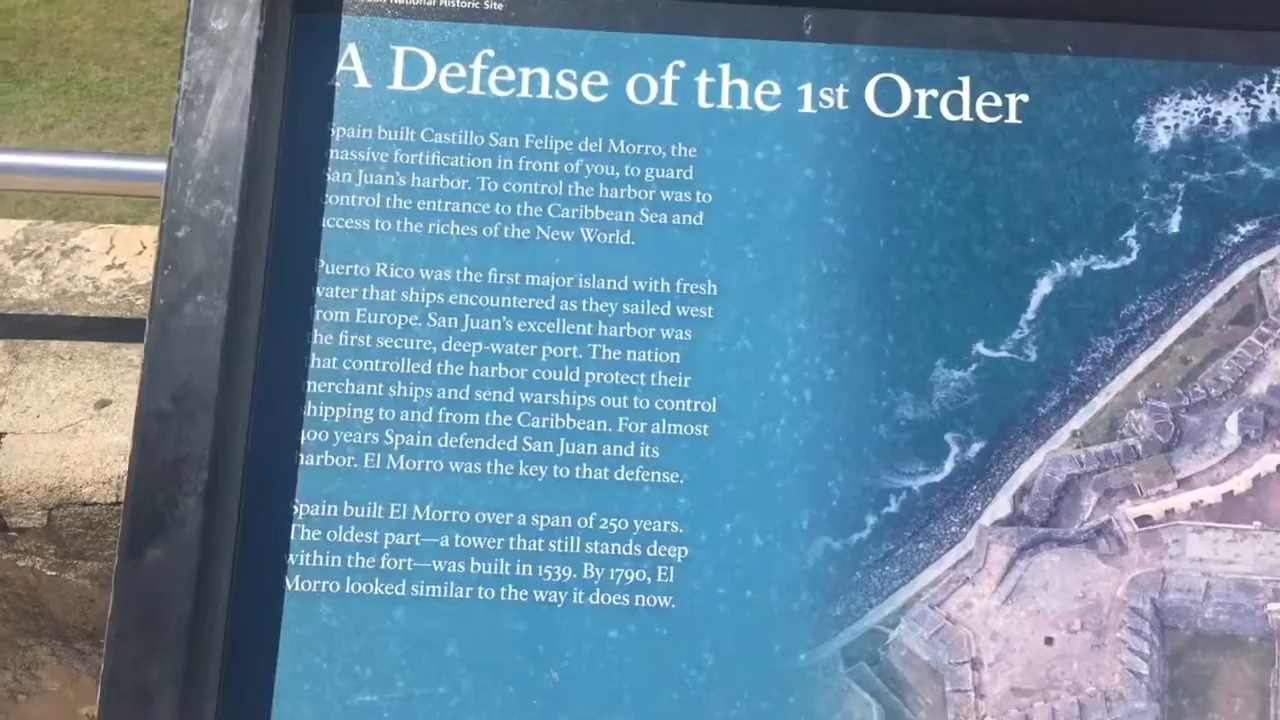 National Historic Site
A Defense of the 1st Order
Spain built Castillo San Felipe del Morro, the
massive fortification in front of you, to guard
San Juan's harbor. To control the harbor was to
control the entrance to the Caribbean Sea and
access to the riches of the New World.
Puerto Rico was the first major island with fresh
water that ships encountered as they sailed west
from Europe. San Juan's excellent harbor was
the first secure, deep-water port. The nation
that controlled the harbor could protect their
merchant ships and send warships out to control
shipping to and from the Caribbean. For almost
400 years Spain defended San Juan and its
harbor. El Morro was the key to that defense.
Spain built El Morro over a span of 250 years.
The oldest part—a tower that still stands deep
within the fort—was built in 1539. By 1790, El
Morro looked similar to the way it does now.